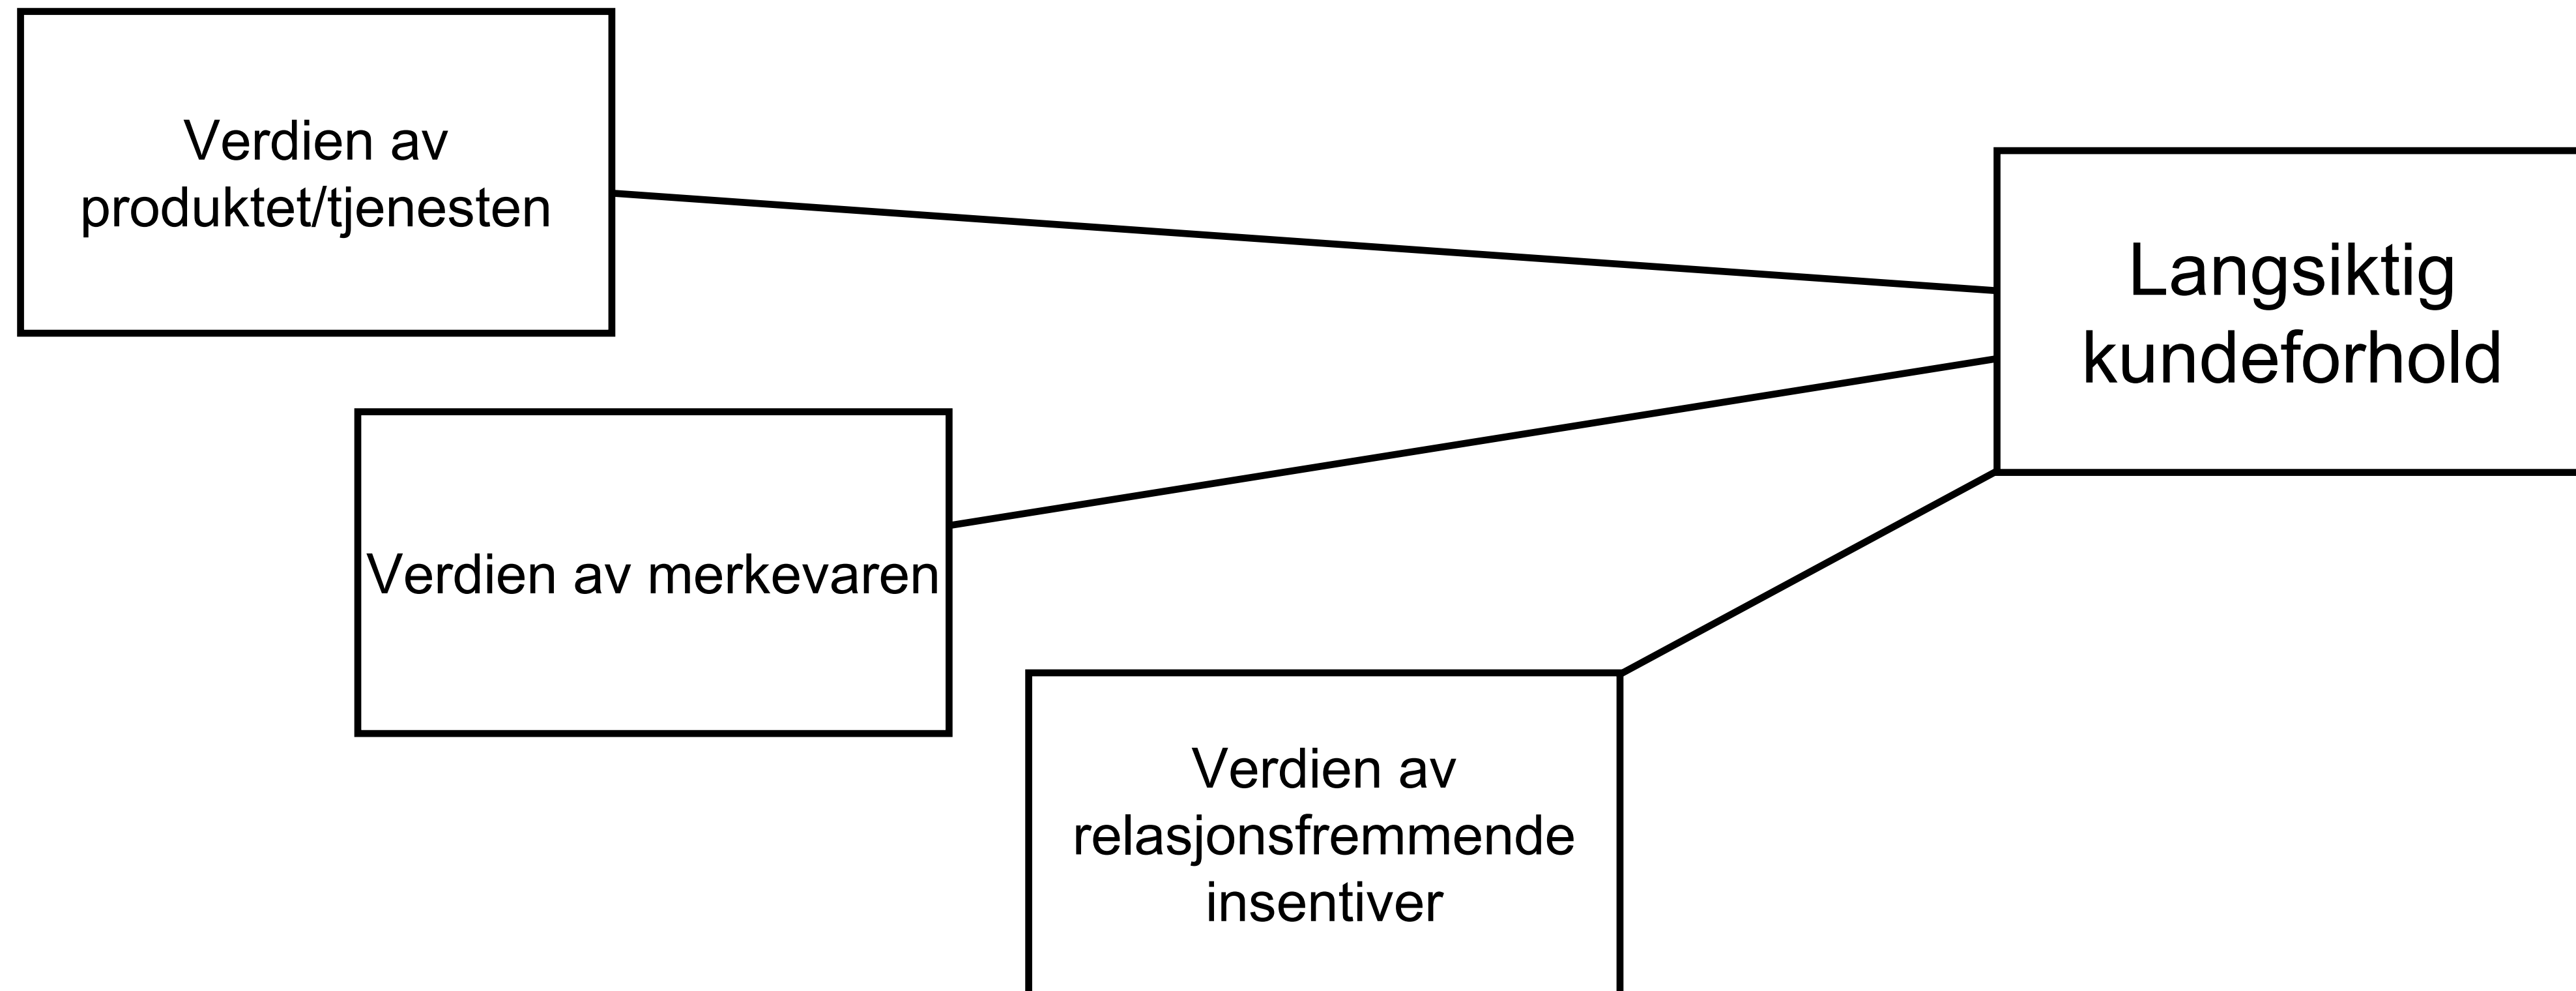 Verdien av
produktet/tjenesten
Langsiktig
kundeforhold
Verdien av merkevaren
Verdien av
relasjonsfremmende
insentiver